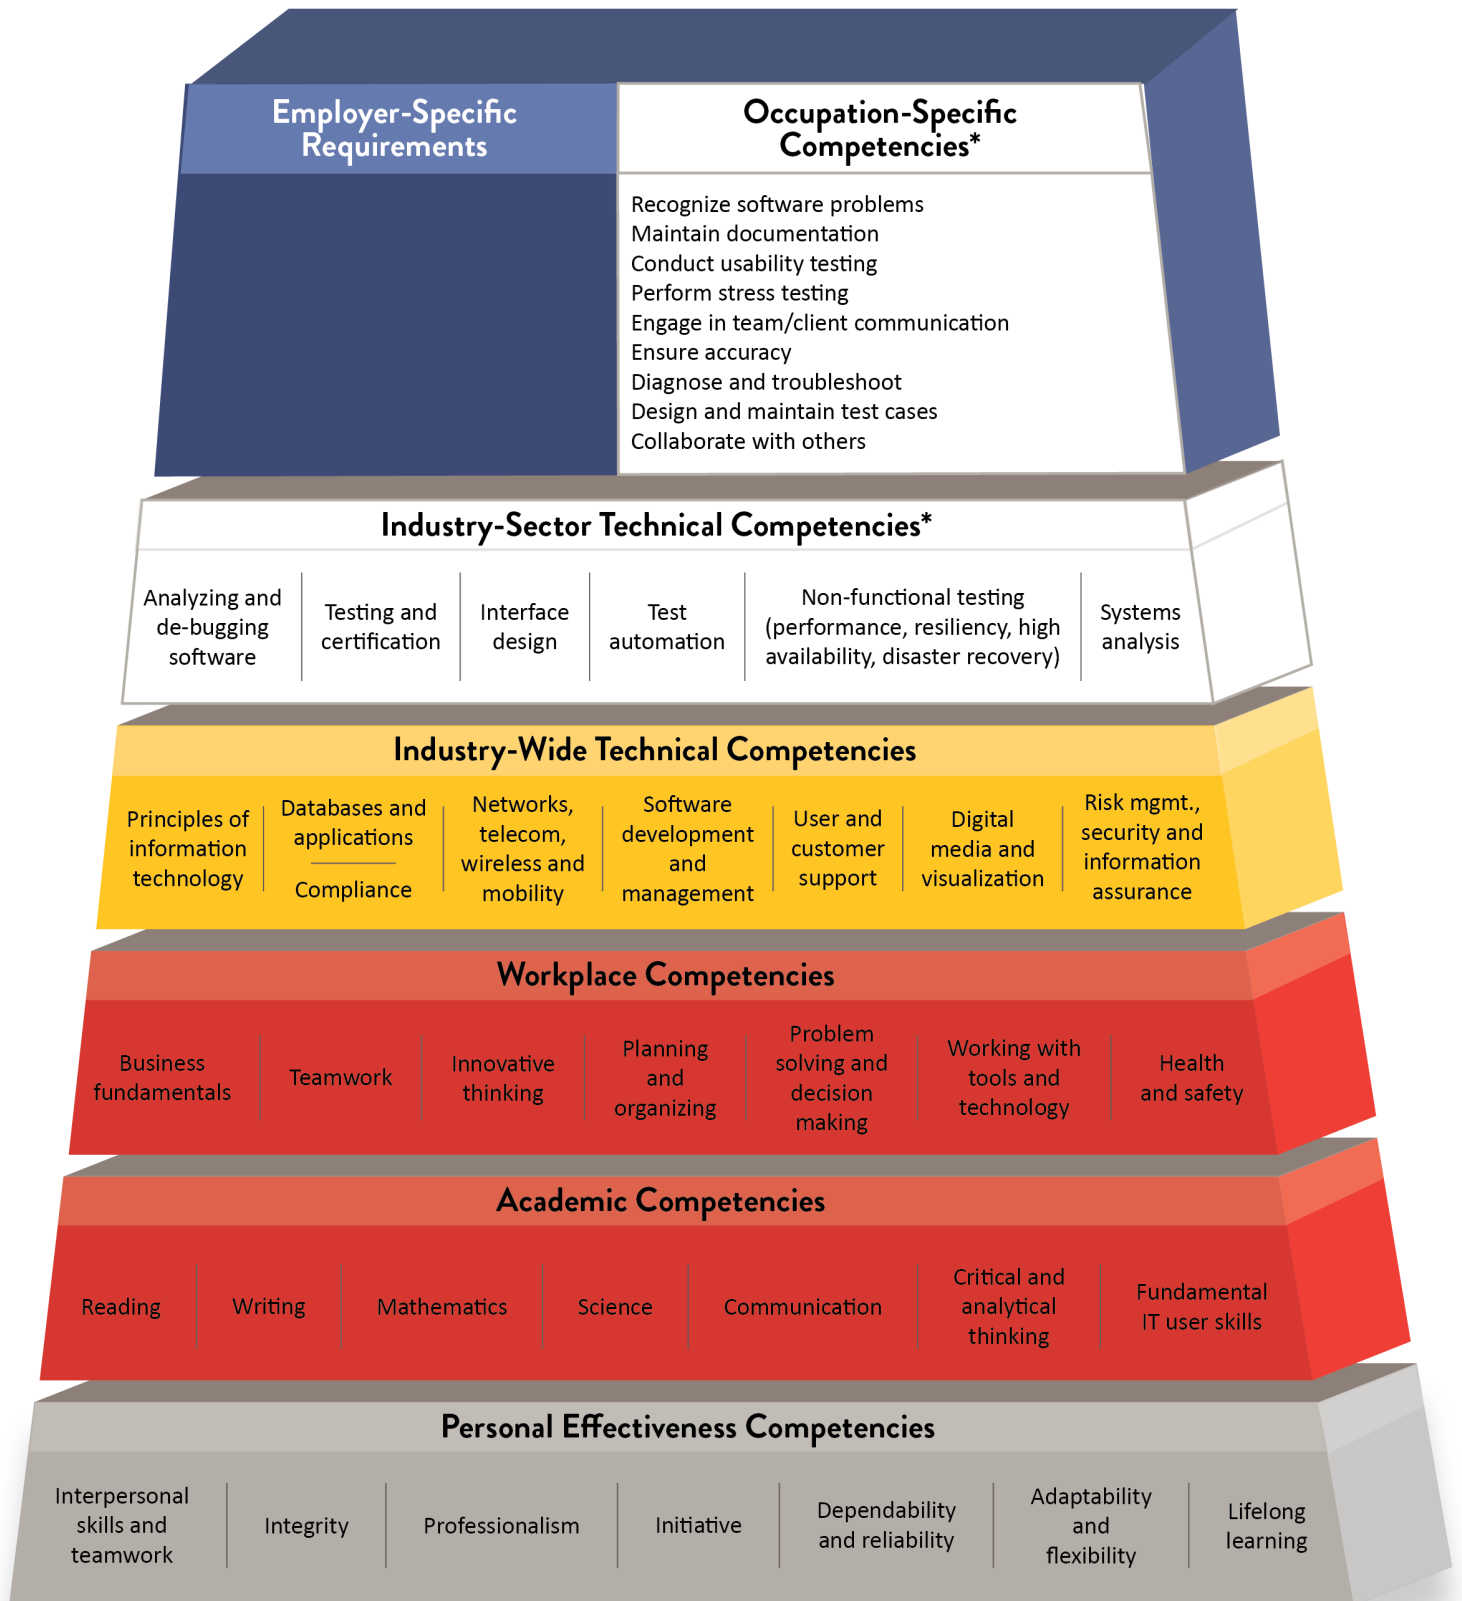 Employer-Specific
Requirements
Occupation-Specific
Competencies*
Recognize software problems
Maintain documentation
Conduct usability testing
Perform stress testing
Engage in team/client communication
Ensure accuracy
Diagnose and troubleshoot
Design and maintain test cases
Collaborate with others
Industry-Sector Technical Competencies*
Analyzing and
de-bugging
software
Testing and
certification
Interface
design
Test
automation
Non-functional testing
(performance, resiliency, high
availability, disaster recovery)
Systems
analysis
Industry-Wide Technical Competencies
Principles of
information
technology
Databases and
applications
Compliance
Networks,
telecom,
wireless and
mobility
Software
development
and
management
User and
customer
support
Digital
media and
visualization
Risk mgmt.,
security and
information
assurance
Workplace Competencies
Business
fundamentals
Teamwork
Innovative
thinking
Planning
and
organizing
Problem
solving and
decision
making
Working with
tools and
technology
Health
and safety
Academic Competencies
Reading
Writing
Mathematics
Science
Communication
Critical and
analytical
thinking
Fundamental
IT user skills
Personal Effectiveness Competencies
Interpersonal
skills and
teamwork
Integrity
Professionalism
Initiative
Dependability
and reliability
Adaptability
and
flexibility
Lifelong
learning